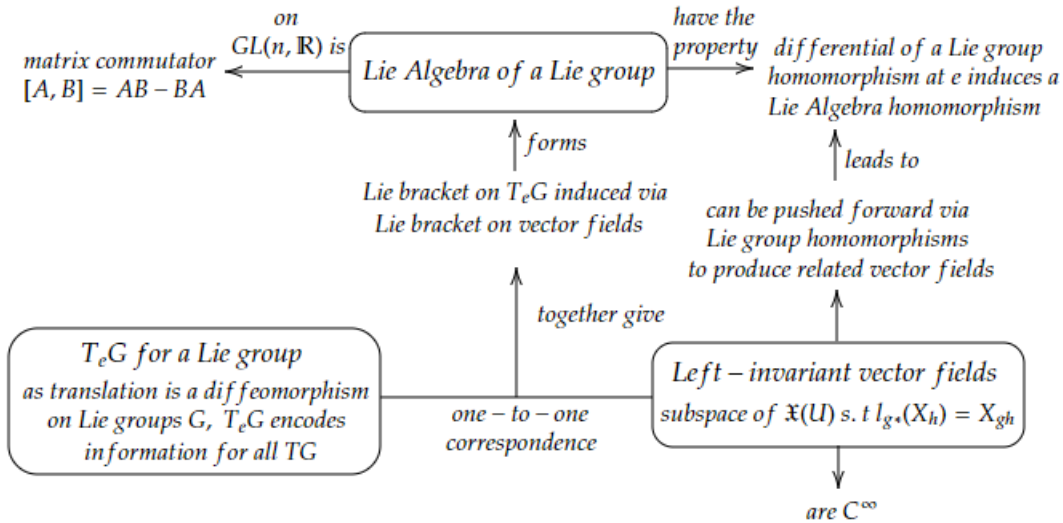 on
GL(n, ℝ) is
matrix commutator
[A, B] = AB − BA
Lie Algebra of a Lie group
have the
property
differential of a Lie group
homomorphism at e induces a
Lie Algebra homomorphism
forms
leads to
Lie bracket on TₑG induced via
Lie bracket on vector fields
can be pushed forward via
Lie group homomorphisms
to produce related vector fields
together give
TₑG for a Lie group
as translation is a diffeomorphism
on Lie groups G, TₑG encodes
information for all TG
one − to − one
correspondence
Left − invariant vector fields
subspace of 𝔛(U) s. t l_{g*}(X_h) = X_{gh}
are C^∞